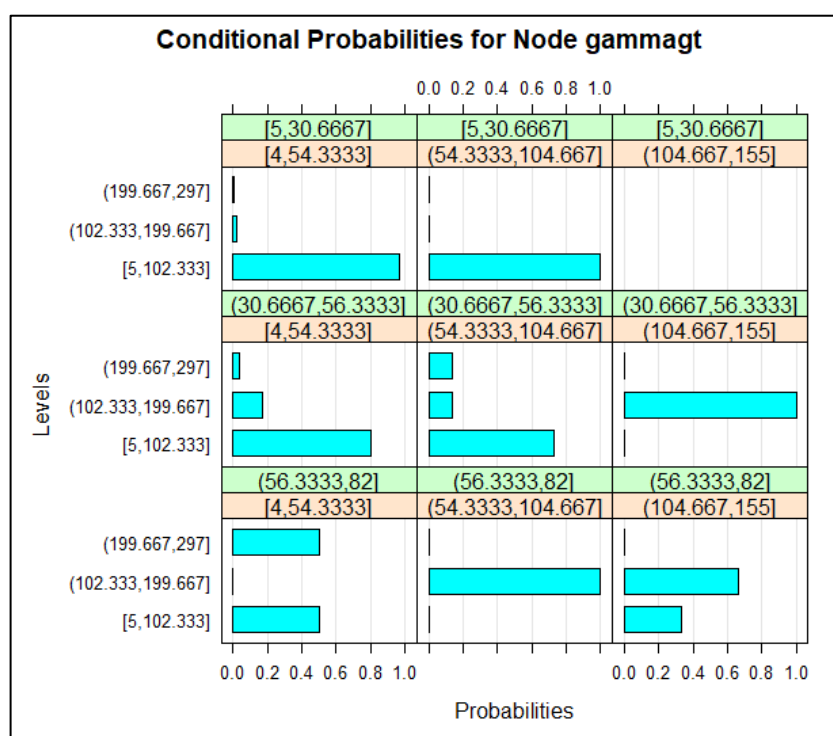 Conditional Probabilities for Node gammagt
0.0 0.2 0.4 0.6 0.8 1.0
[5,30.6667] [5,30.6667] [5,30.6667]
[4,54.3333] (54.3333,104.667] (104.667,155]
(199.667,297]
(102.333,199.667]
[5,102.333]
(30.6667,56.3333] (30.6667,56.3333] (30.6667,56.3333]
[4,54.3333] (54.3333,104.667] (104.667,155]
(199.667,297]
(102.333,199.667]
[5,102.333]
Levels
(56.3333,82] (56.3333,82] (56.3333,82]
[4,54.3333] (54.3333,104.667] (104.667,155]
(199.667,297]
(102.333,199.667]
[5,102.333]
0.0 0.2 0.4 0.6 0.8 1.0 0.0 0.2 0.4 0.6 0.8 1.0
Probabilities